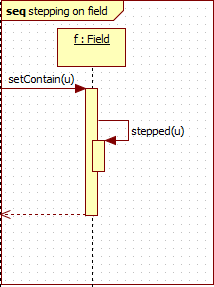 seq stepping on field
f : Field
setContain(u)
stepped(u)